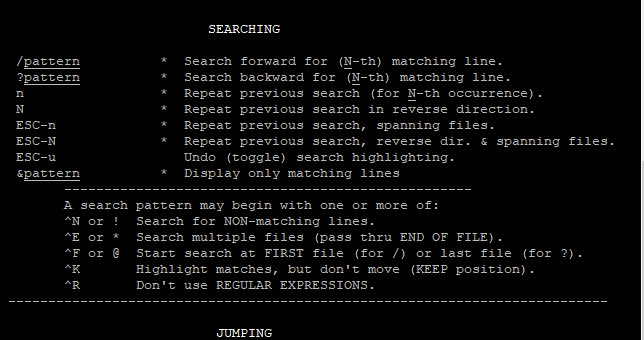 SEARCHING
/pattern * Search forward for (N-th) matching line.
?pattern * Search backward for (N-th) matching line.
n * Repeat previous search (for N-th occurrence).
N * Repeat previous search in reverse direction.
ESC-n * Repeat previous search, spanning files.
ESC-N * Repeat previous search, reverse dir. & spanning files.
ESC-u Undo (toggle) search highlighting.
&pattern * Display only matching lines
---------------------------------------------------
A search pattern may begin with one or more of:
^N or ! Search for NON-matching lines.
^E or * Search multiple files (pass thru END OF FILE).
^F or @ Start search at FIRST file (for /) or last file (for ?).
^K Highlight matches, but don't move (KEEP position).
^R Don't use REGULAR EXPRESSIONS.
---------------------------------------------------------------------------
JUMPING